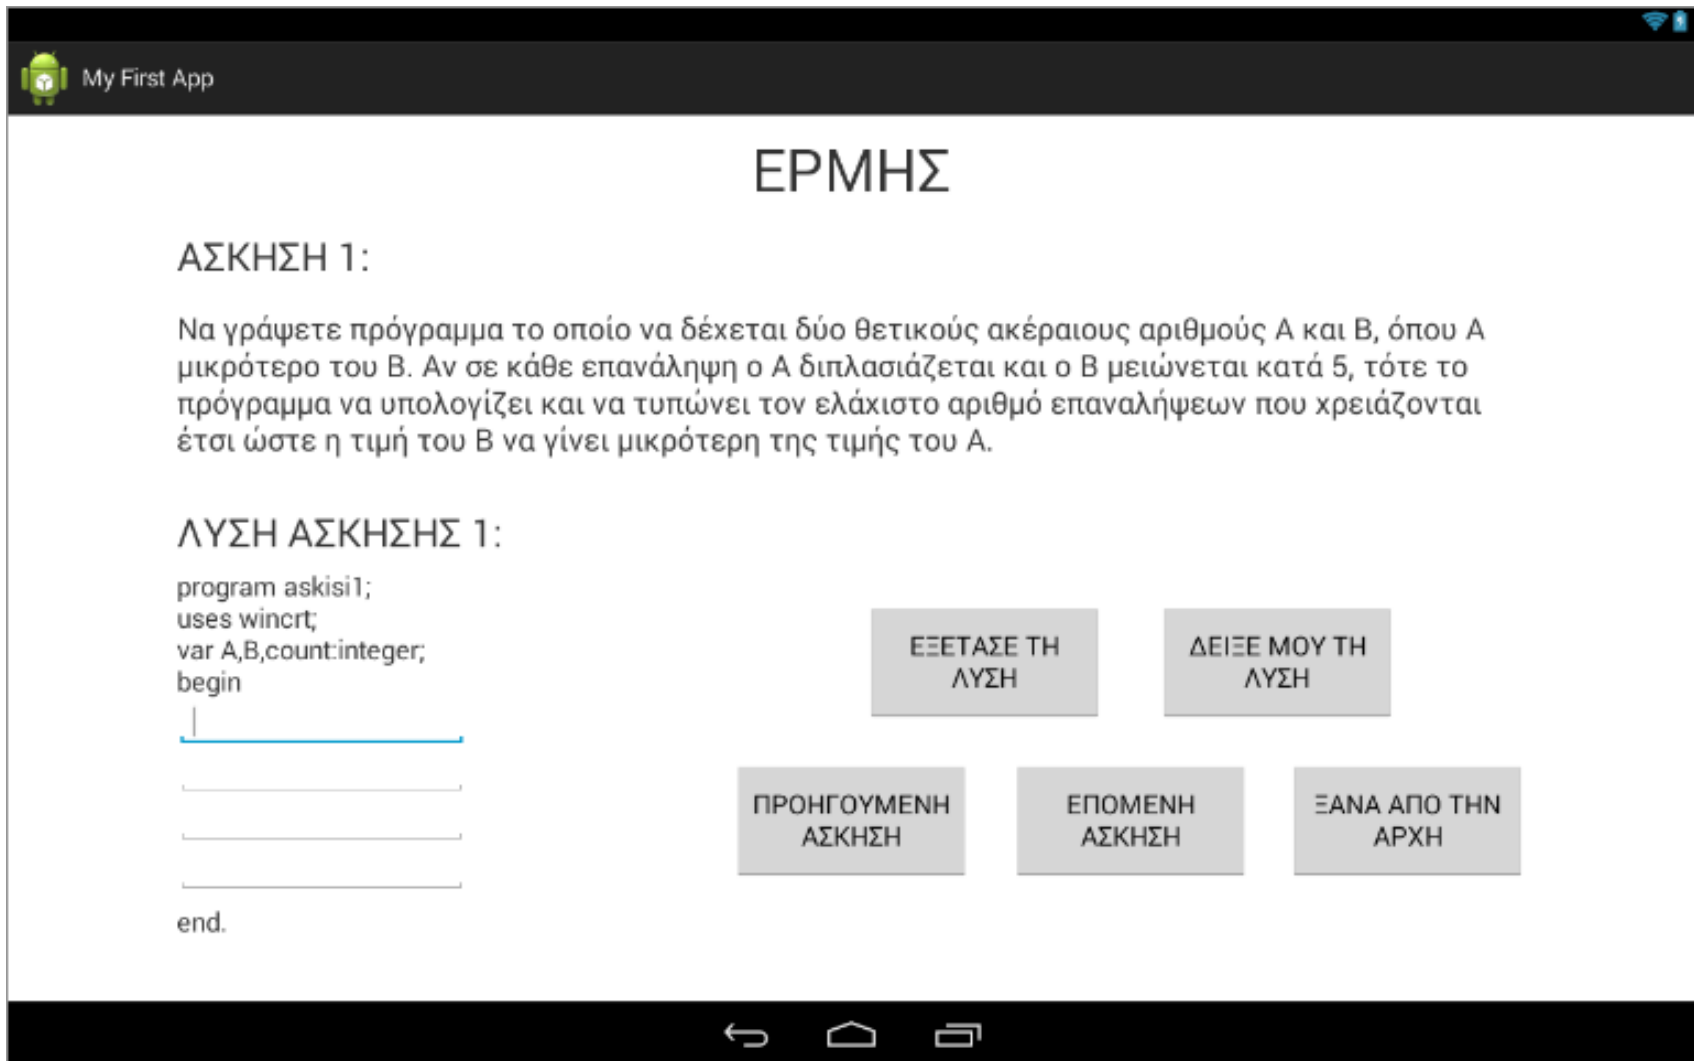 My First App
ΕΡΜΗΣ
ΑΣΚΗΣΗ 1:
Να γράψετε πρόγραμμα το οποίο να δέχεται δύο θετικούς ακέραιους αριθμούς Α και Β, όπου Α
μικρότερο του Β. Αν σε κάθε επανάληψη ο Α διπλασιάζεται και ο Β μειώνεται κατά 5, τότε το
πρόγραμμα να υπολογίζει και να τυπώνει τον ελάχιστο αριθμό επαναλήψεων που χρειάζονται
έτσι ώστε η τιμή του Β να γίνει μικρότερη της τιμής του Α.
ΛΥΣΗ ΑΣΚΗΣΗΣ 1:
program askisi1;
uses wincrt;
var A,B,count:integer;
begin
end.
ΕΞΕΤΑΣΕ ΤΗ
ΛΥΣΗ
ΔΕΙΞΕ ΜΟΥ ΤΗ
ΛΥΣΗ
ΠΡΟΗΓΟΥΜΕΝΗ
ΑΣΚΗΣΗ
ΕΠΟΜΕΝΗ
ΑΣΚΗΣΗ
ΞΑΝΑ ΑΠΟ ΤΗΝ
ΑΡΧΗ